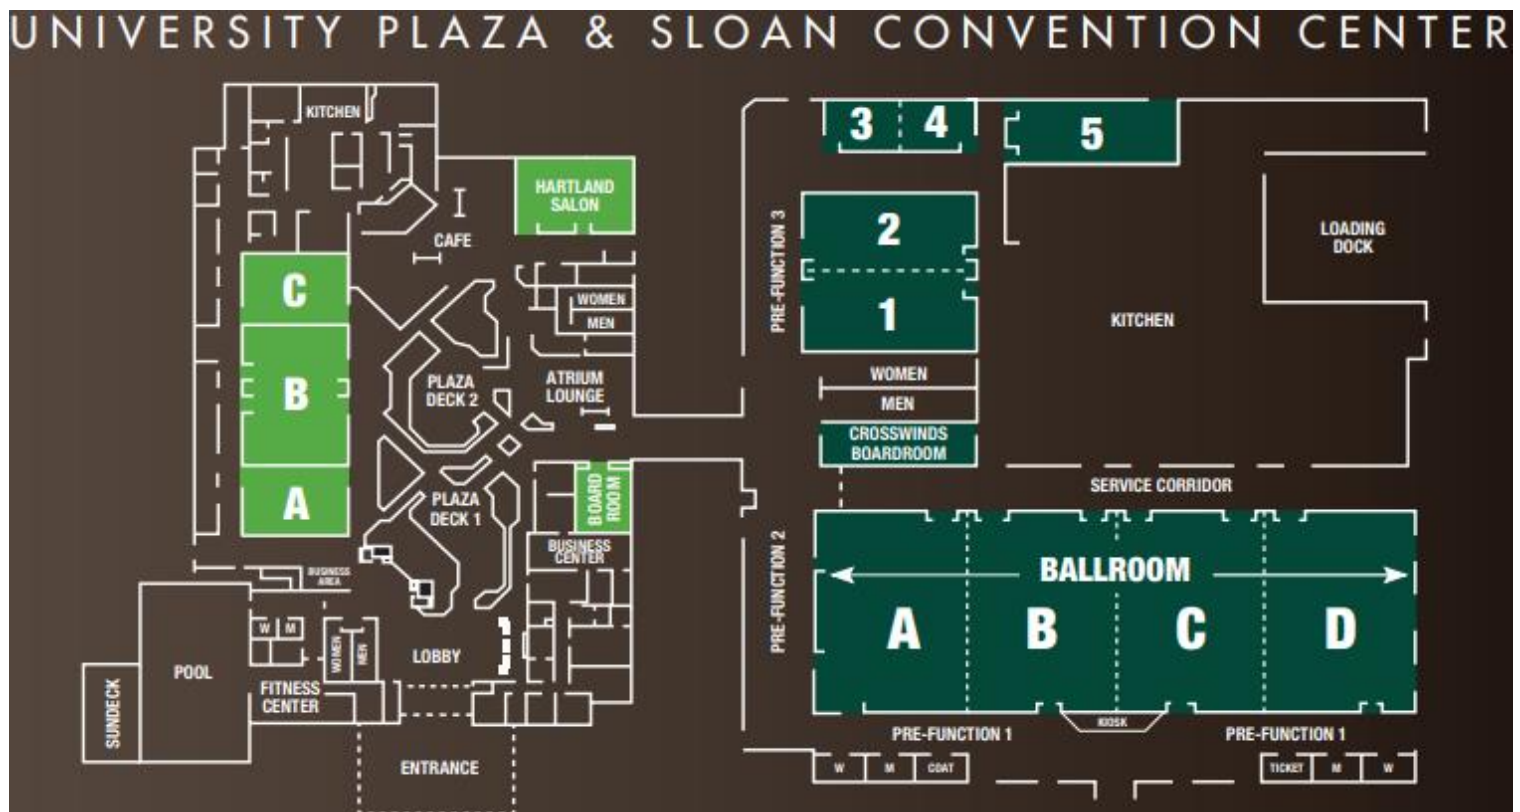 UNIVERSITY PLAZA & SLOAN CONVENTION CENTER
KITCHEN
HARTLAND
SALON
CAFE
C
WOMEN
MEN
B
PLAZA
DECK 2
ATRIUM
LOUNGE
A
PLAZA
DECK 1
BOARD
ROOM
BUSINESS
CENTER
BUSINESS
AREA
W
M
WOMEN
MEN
LOBBY
POOL
SUNDECK
FITNESS
CENTER
ENTRANCE
3
4
5
PRE-FUNCTION 3
2
1
LOADING
DOCK
KITCHEN
WOMEN
MEN
CROSSWINDS
BOARDROOM
SERVICE CORRIDOR
PRE-FUNCTION 2
BALLROOM
A
B
C
D
KIOSK
PRE-FUNCTION 1
PRE-FUNCTION 1
W
M
COAT
TICKET
M
W